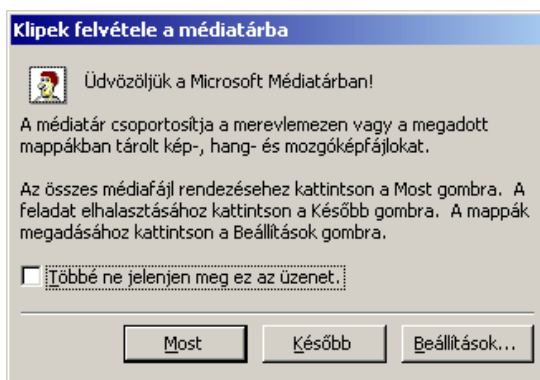 Klipek felvétele a médiatárba
Üdvözöljük a Microsoft Médiatárban!
A médiatár csoportosítja a merevlemezen vagy a megadott
mappákban tárolt kép-, hang- és mozgóképfájlokat.
Az összes médiafájl rendezésehez kattintson a Most gombra. A
feladat elhalasztásához kattintson a Később gombra. A mappák
megadásához kattintson a Beállítások gombra.
Többé ne jelenjen meg ez az üzenet.
Most Később Beállítások...